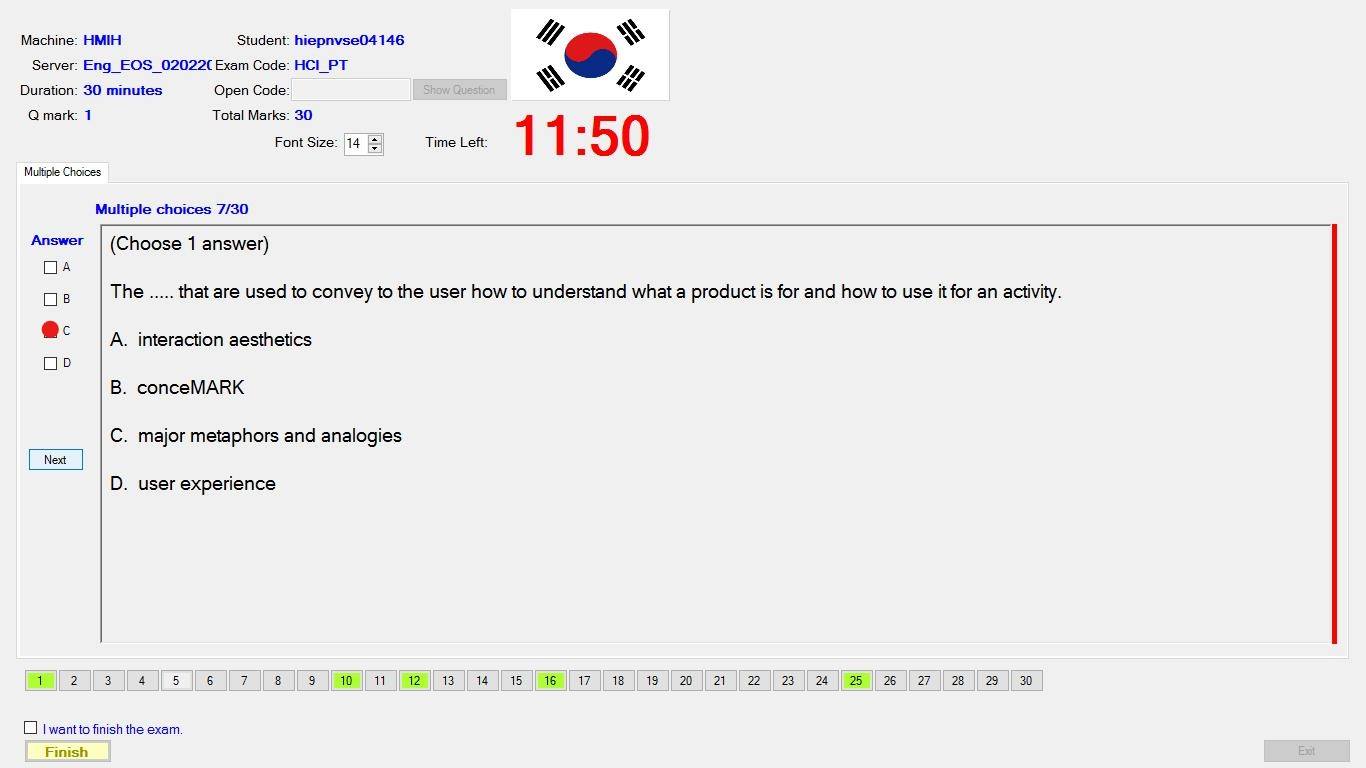 Machine: HMIH Student: hiepnvse04146
Server: Eng_EOS_020220 Exam Code: HCI_PT
Duration: 30 minutes Open Code: Show Question
Q mark: 1 Total Marks: 30
Font Size: 14 Time Left: 11:50
Multiple Choices
Multiple choices 7/30
Answer
A
B
C
D
Next
(Choose 1 answer)
The ..... that are used to convey to the user how to understand what a product is for and how to use it for an activity.
A. interaction aesthetics
B. conceMARK
C. major metaphors and analogies
D. user experience
1 2 3 4 5 6 7 8 9 10 11 12 13 14 15 16 17 18 19 20 21 22 23 24 25 26 27 28 29 30
I want to finish the exam.
Finish
Exit